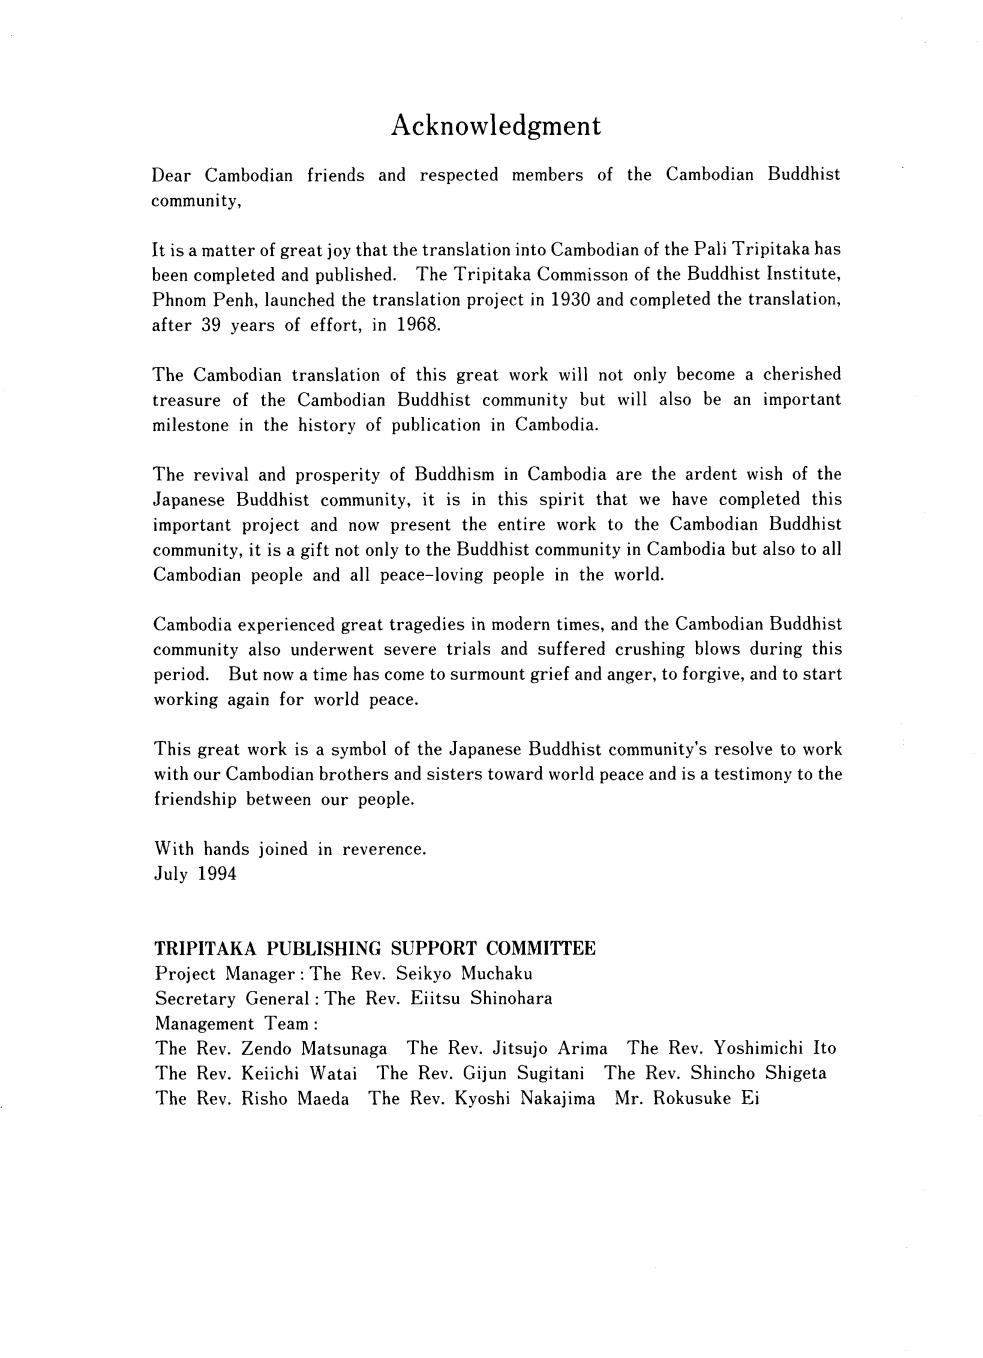 Acknowledgment
Dear Cambodian friends and respected members of the Cambodian Buddhist
community,
It is a matter of great joy that the translation into Cambodian of the Pali Tripitaka has
been completed and published. The Tripitaka Commisson of the Buddhist Institute,
Phnom Penh, launched the translation project in 1930 and completed the translation,
after 39 years of effort, in 1968.
The Cambodian translation of this great work will not only become a cherished
treasure of the Cambodian Buddhist community but will also be an important
milestone in the history of publication in Cambodia.
The revival and prosperity of Buddhism in Cambodia are the ardent wish of the
Japanese Buddhist community, it is in this spirit that we have completed this
important project and now present the entire work to the Cambodian Buddhist
community, it is a gift not only to the Buddhist community in Cambodia but also to all
Cambodian people and all peace-loving people in the world.
Cambodia experienced great tragedies in modern times, and the Cambodian Buddhist
community also underwent severe trials and suffered crushing blows during this
period. But now a time has come to surmount grief and anger, to forgive, and to start
working again for world peace.
This great work is a symbol of the Japanese Buddhist community's resolve to work
with our Cambodian brothers and sisters toward world peace and is a testimony to the
friendship between our people.
With hands joined in reverence.
July 1994
TRIPITAKA PUBLISHING SUPPORT COMMITTEE
Project Manager : The Rev. Seikyo Muchaku
Secretary General : The Rev. Eiitsu Shinohara
Management Team :
The Rev. Zendo Matsunaga The Rev. Jitsujo Arima The Rev. Yoshimichi Ito
The Rev. Keiichi Watai The Rev. Gijun Sugitani The Rev. Shincho Shigeta
The Rev. Risho Maeda The Rev. Kyoshi Nakajima Mr. Rokusuke Ei